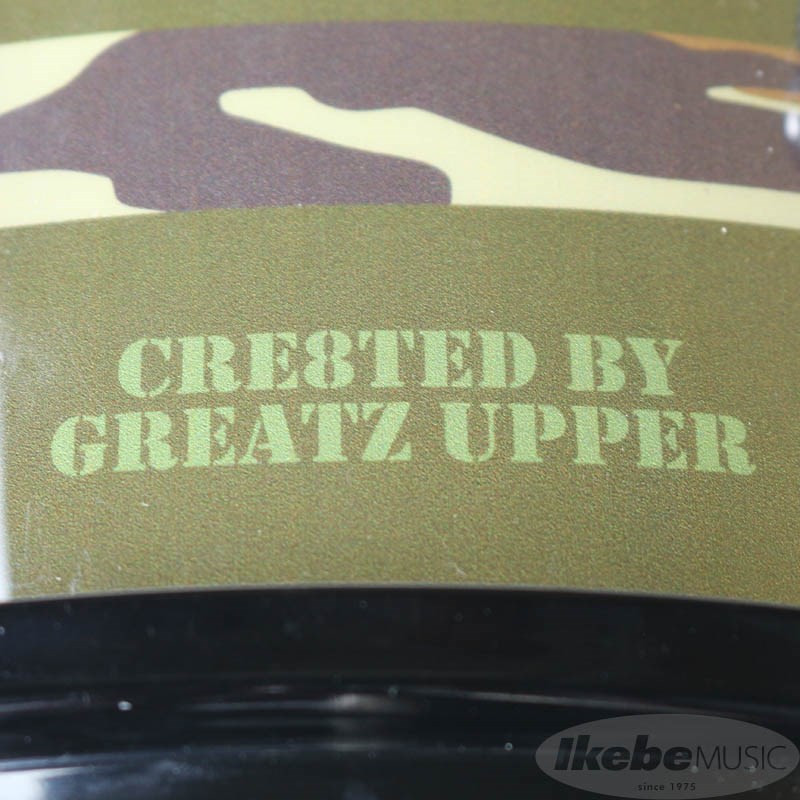 CRE8TED BY
GREATZ UPPER
IkebeMUSIC
since 1975